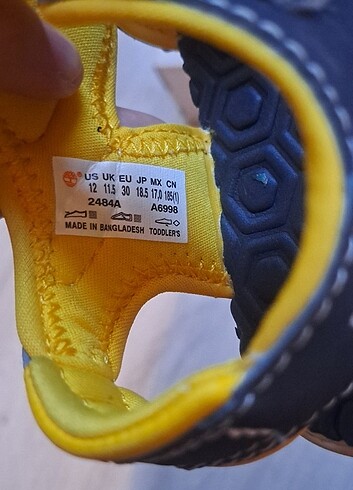 US UK EU JP MX CN
12 11.5 30 18.5 17,0 185(1)
2484A A6998
MADE IN BANGLADESH TODDLER'S